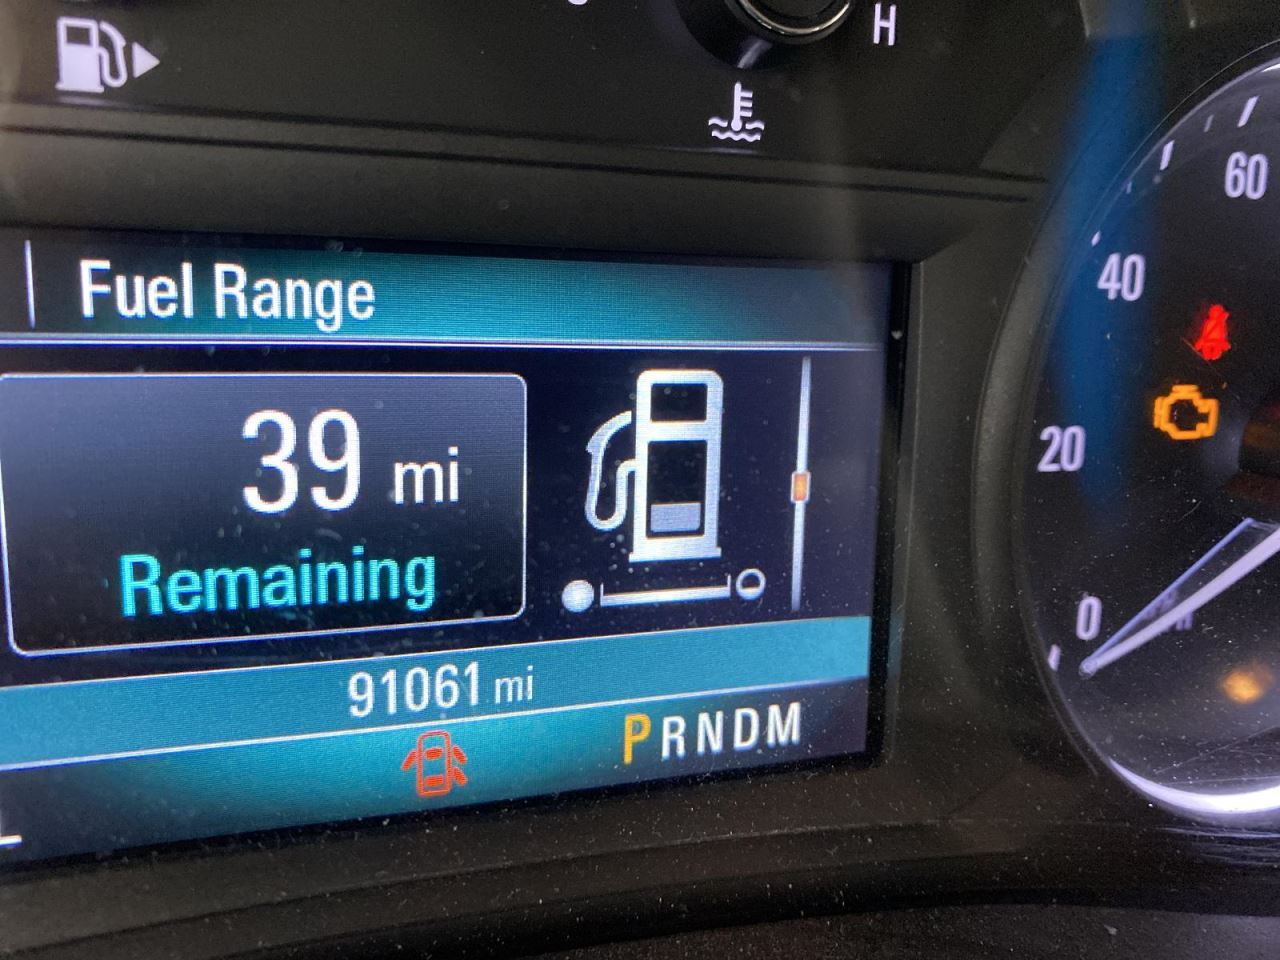 H
60
Fuel Range
40
39 mi
20
Remaining
0
91061 mi
PRNDM